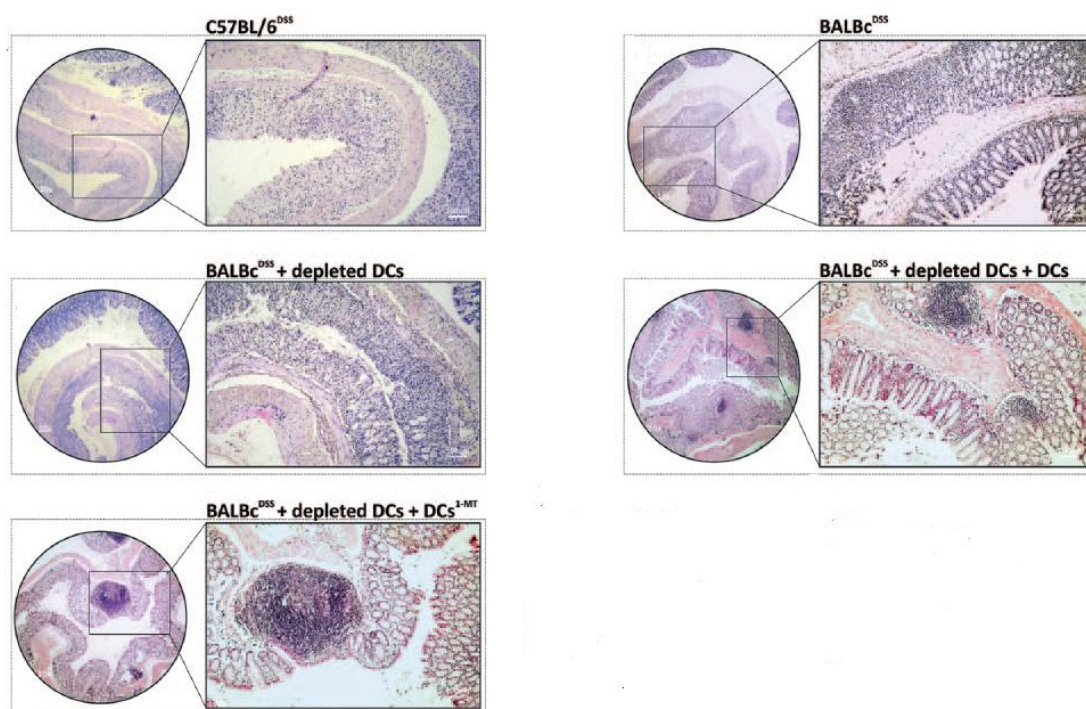 C57BL/6DSS
BALBcDSS
BALBcDSS + depleted DCs
BALBcDSS + depleted DCs + DCs
BALBcDSS + depleted DCs + DCs1-MT